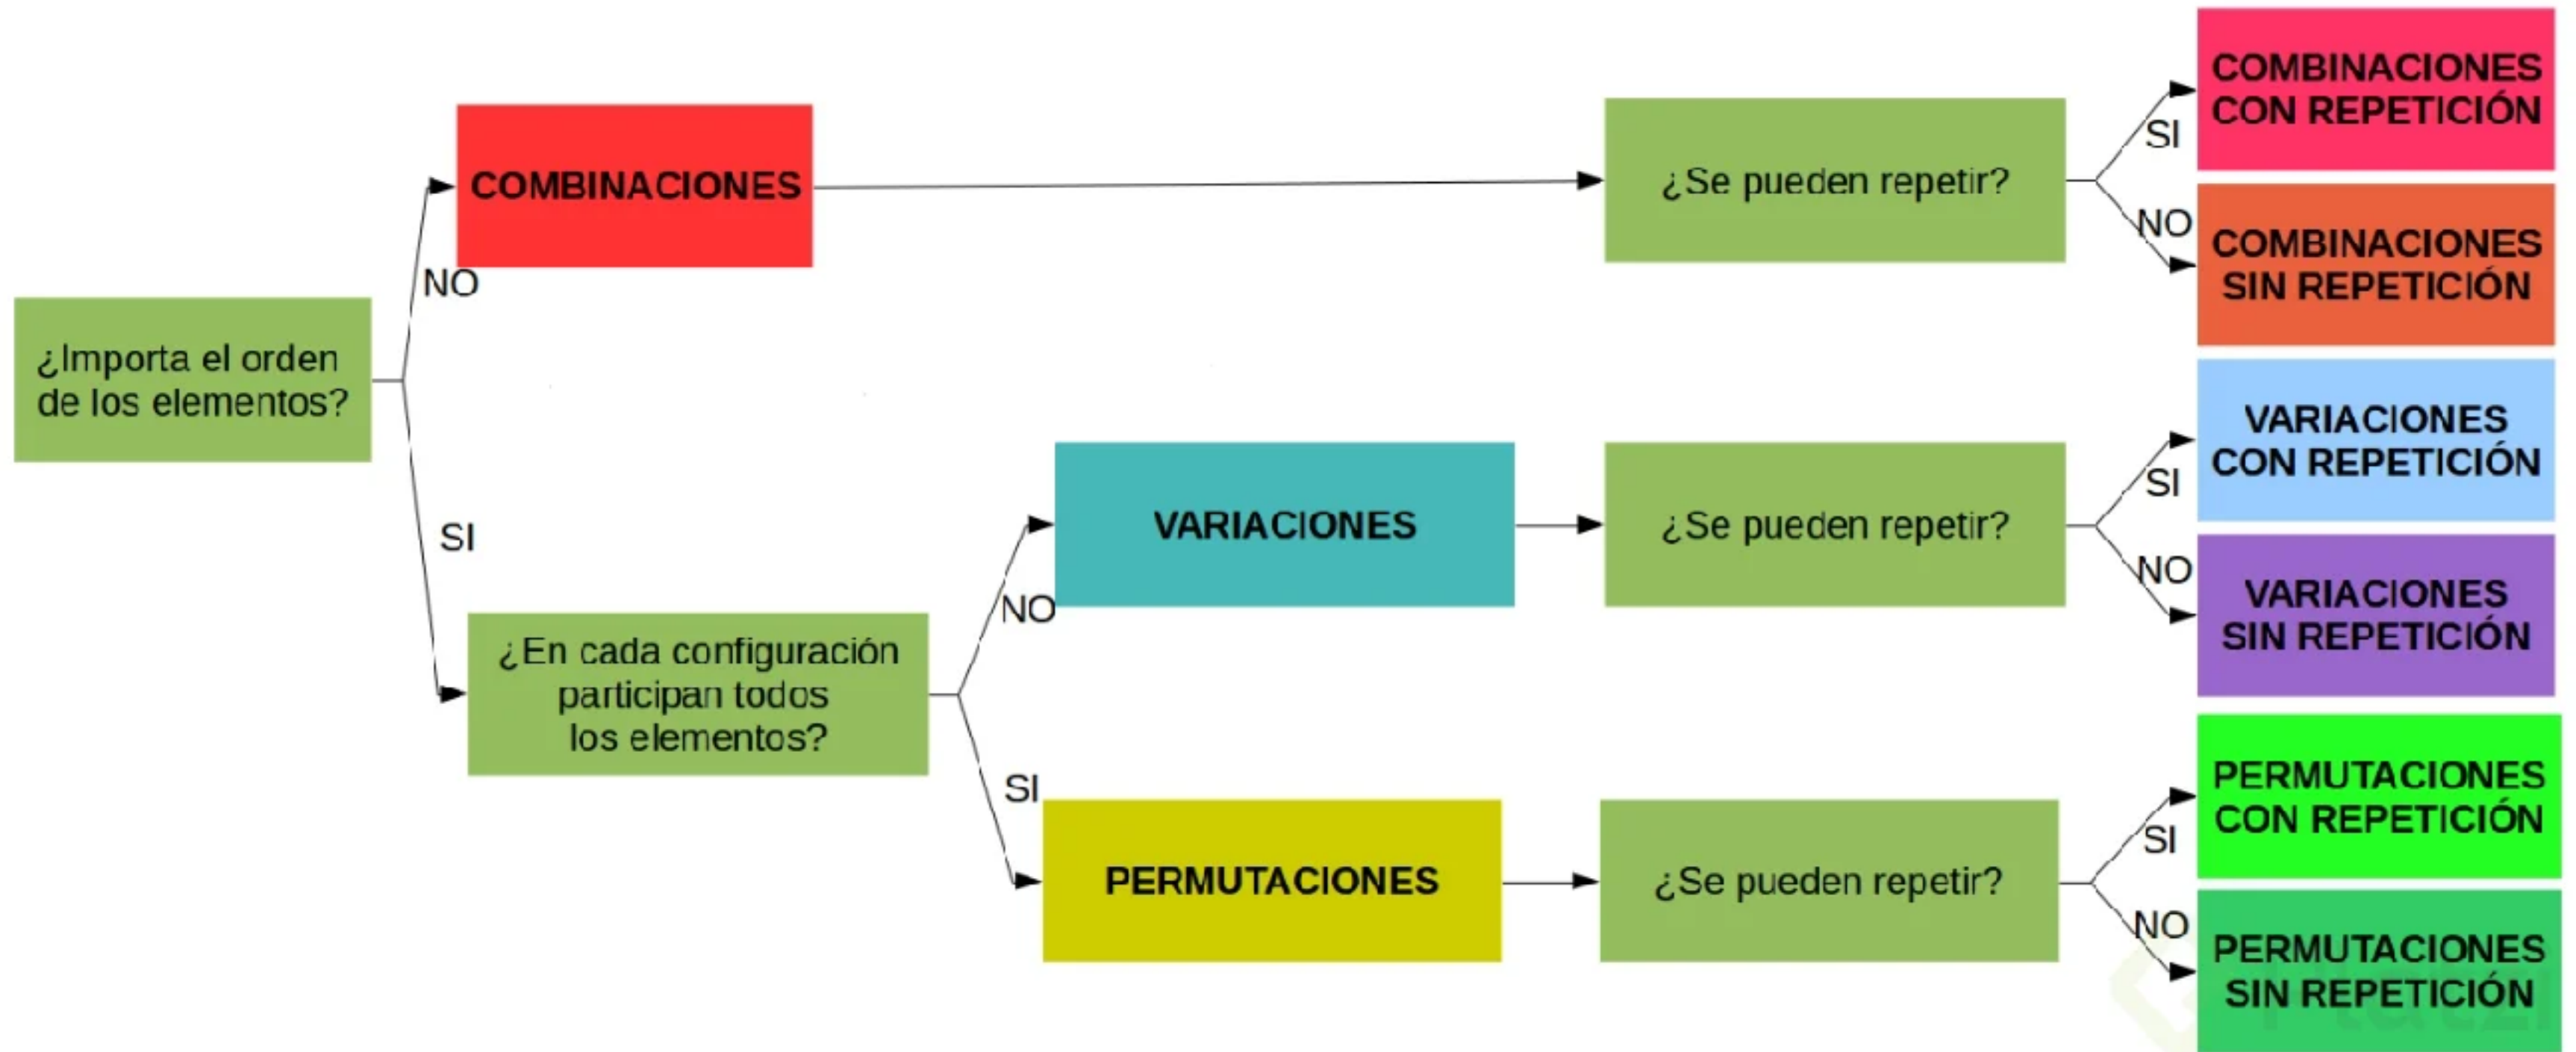 ¿Importa el orden
de los elementos?
NO
SI
COMBINACIONES
¿Se pueden repetir?
SI
NO
COMBINACIONES
CON REPETICIÓN
COMBINACIONES
SIN REPETICIÓN
¿En cada configuración
participan todos
los elementos?
NO
SI
VARIACIONES
¿Se pueden repetir?
SI
NO
VARIACIONES
CON REPETICIÓN
VARIACIONES
SIN REPETICIÓN
PERMUTACIONES
¿Se pueden repetir?
SI
NO
PERMUTACIONES
CON REPETICIÓN
PERMUTACIONES
SIN REPETICIÓN
Platzi